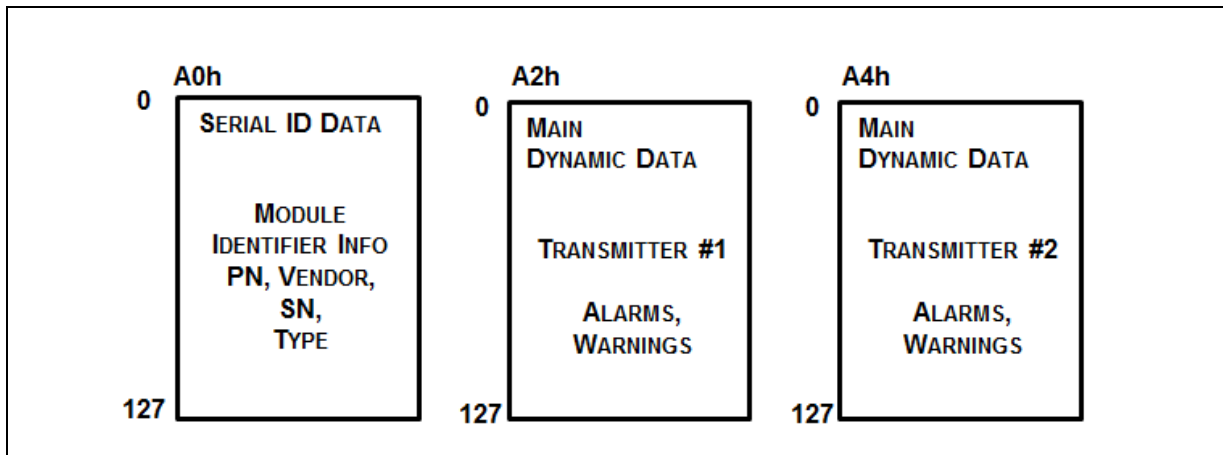 A0h
0
SERIAL ID DATA
MODULE
IDENTIFIER INFO
PN, VENDOR,
SN,
TYPE
127
A2h
0
MAIN
DYNAMIC DATA
TRANSMITTER #1
ALARMS,
WARNINGS
127
A4h
0
MAIN
DYNAMIC DATA
TRANSMITTER #2
ALARMS,
WARNINGS
127